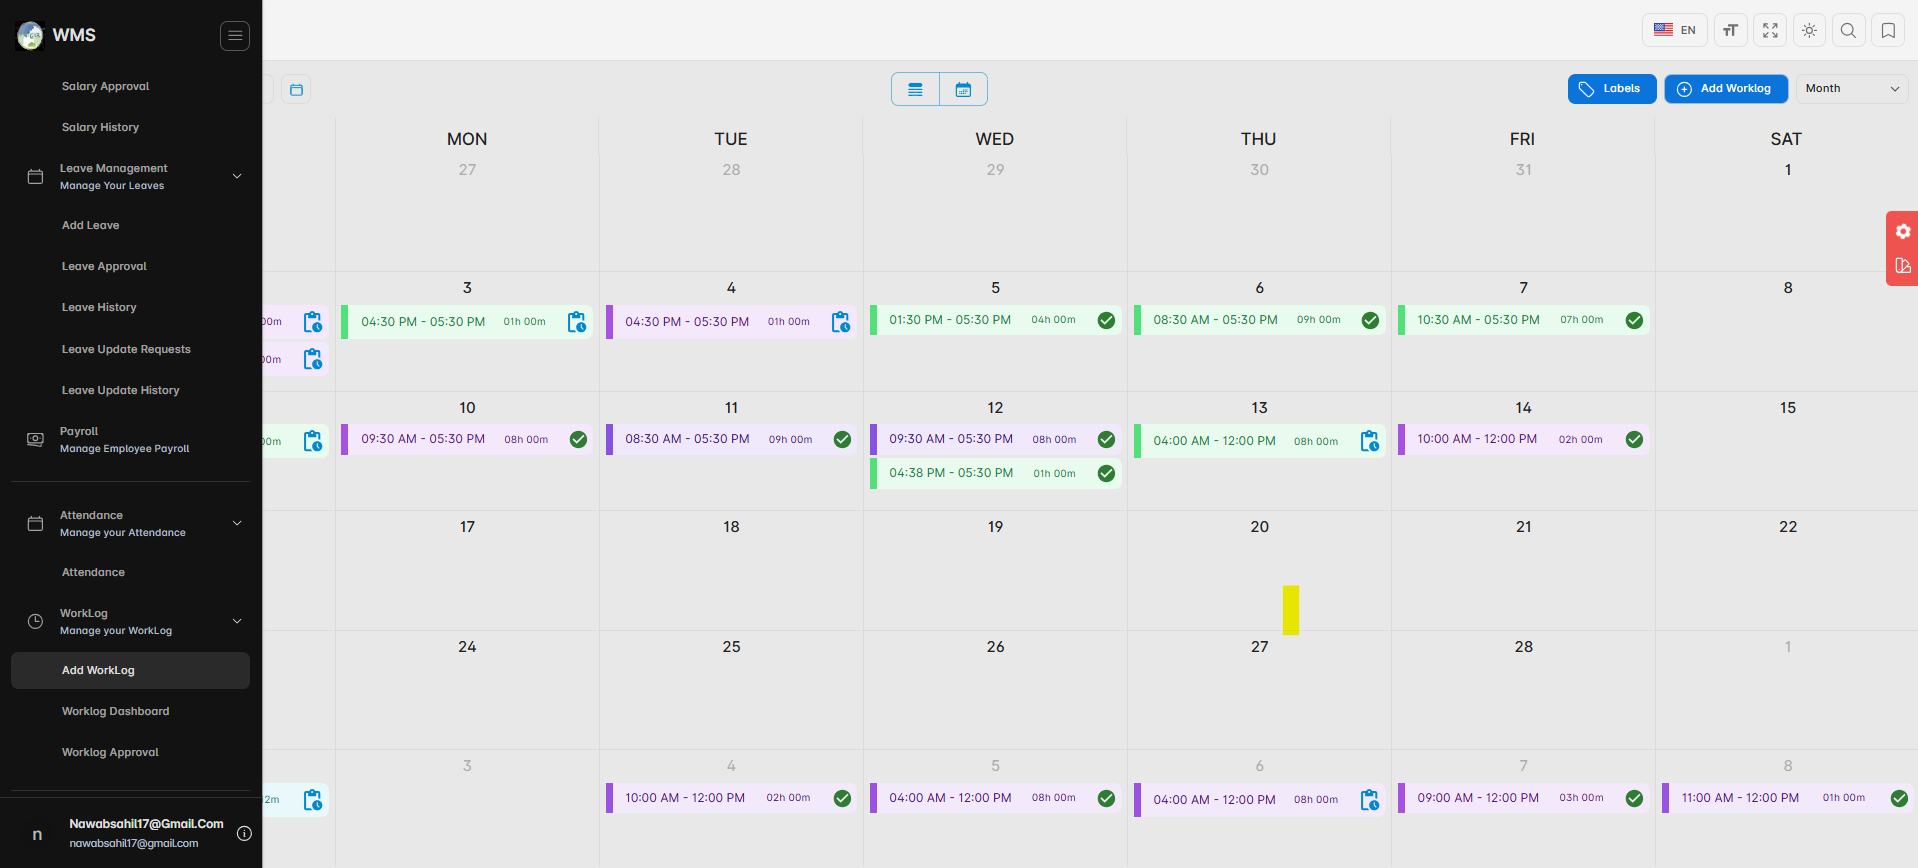 WMS
Salary Approval
Salary History
Leave Management
Manage Your Leaves
Add Leave
Leave Approval
Leave History
Leave Update Requests
Leave Update History
Payroll
Manage Employee Payroll
Attendance
Manage your Attendance
Attendance
WorkLog
Manage your WorkLog
Add WorkLog
Worklog Dashboard
Worklog Approval
n
Nawabsahil17@Gmail.Com
nawabsahil17@gmail.com
EN
Labels
Add Worklog
Month
MON TUE WED THU FRI SAT
27 28 29 30 31 1
3 4 5 6 7 8
00m 04:30 PM - 05:30 PM 01h 00m 04:30 PM - 05:30 PM 01h 00m 01:30 PM - 05:30 PM 04h 00m 08:30 AM - 05:30 PM 09h 00m 10:30 AM - 05:30 PM 07h 00m
00m
10 11 12 13 14 15
00m 09:30 AM - 05:30 PM 08h 00m 08:30 AM - 05:30 PM 09h 00m 09:30 AM - 05:30 PM 08h 00m 04:00 AM - 12:00 PM 08h 00m 10:00 AM - 12:00 PM 02h 00m
04:38 PM - 05:30 PM 01h 00m
17 18 19 20 21 22
24 25 26 27 28 1
3 4 5 6 7 8
2m 10:00 AM - 12:00 PM 02h 00m 04:00 AM - 12:00 PM 08h 00m 04:00 AM - 12:00 PM 08h 00m 09:00 AM - 12:00 PM 03h 00m 11:00 AM - 12:00 PM 01h 00m